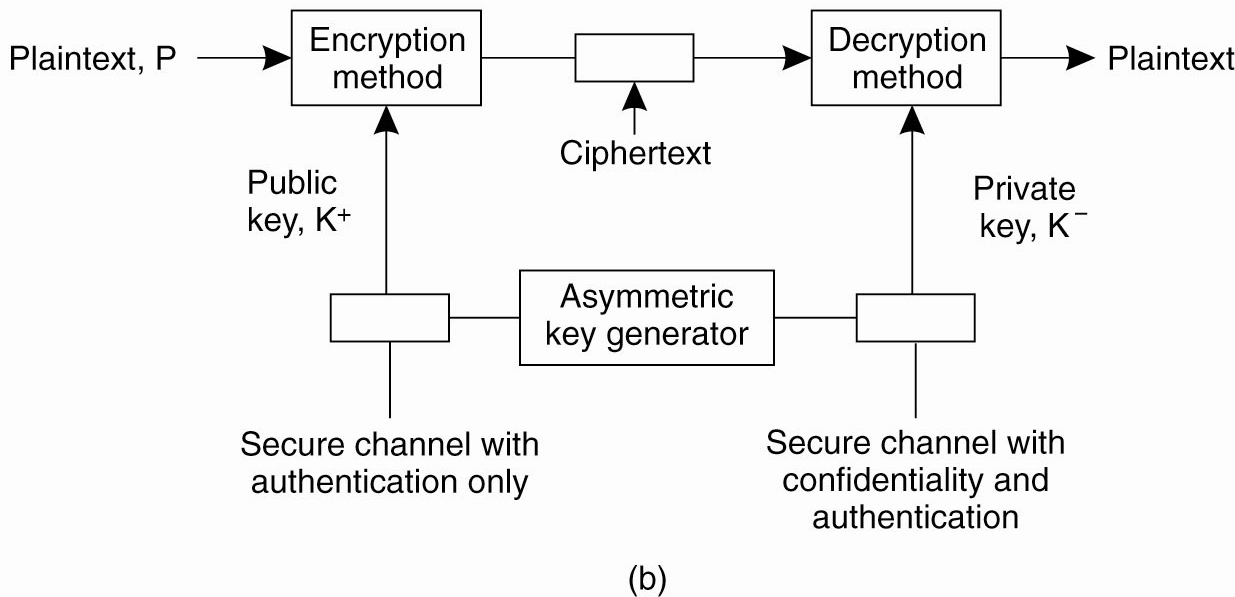 Plaintext, P
Encryption
method
Decryption
method
Plaintext
Ciphertext
Public
key, K⁺
Private
key, K⁻
Asymmetric
key generator
Secure channel with
authentication only
Secure channel with
confidentiality and
authentication
(b)